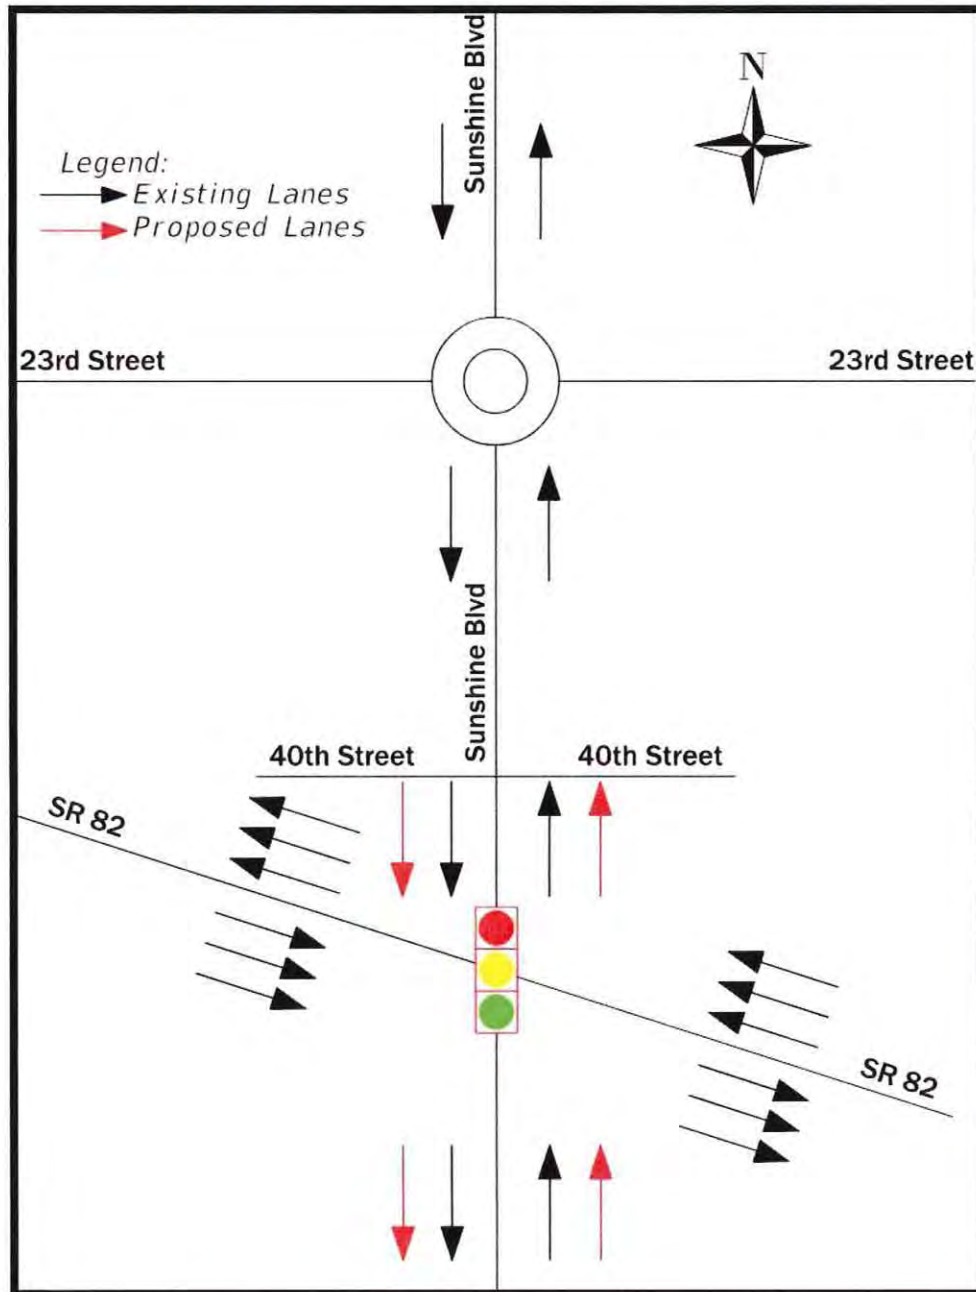 Sunshine Blvd
N
Legend:
Existing Lanes
Proposed Lanes
23rd Street
23rd Street
Sunshine Blvd
40th Street
40th Street
SR 82
SR 82